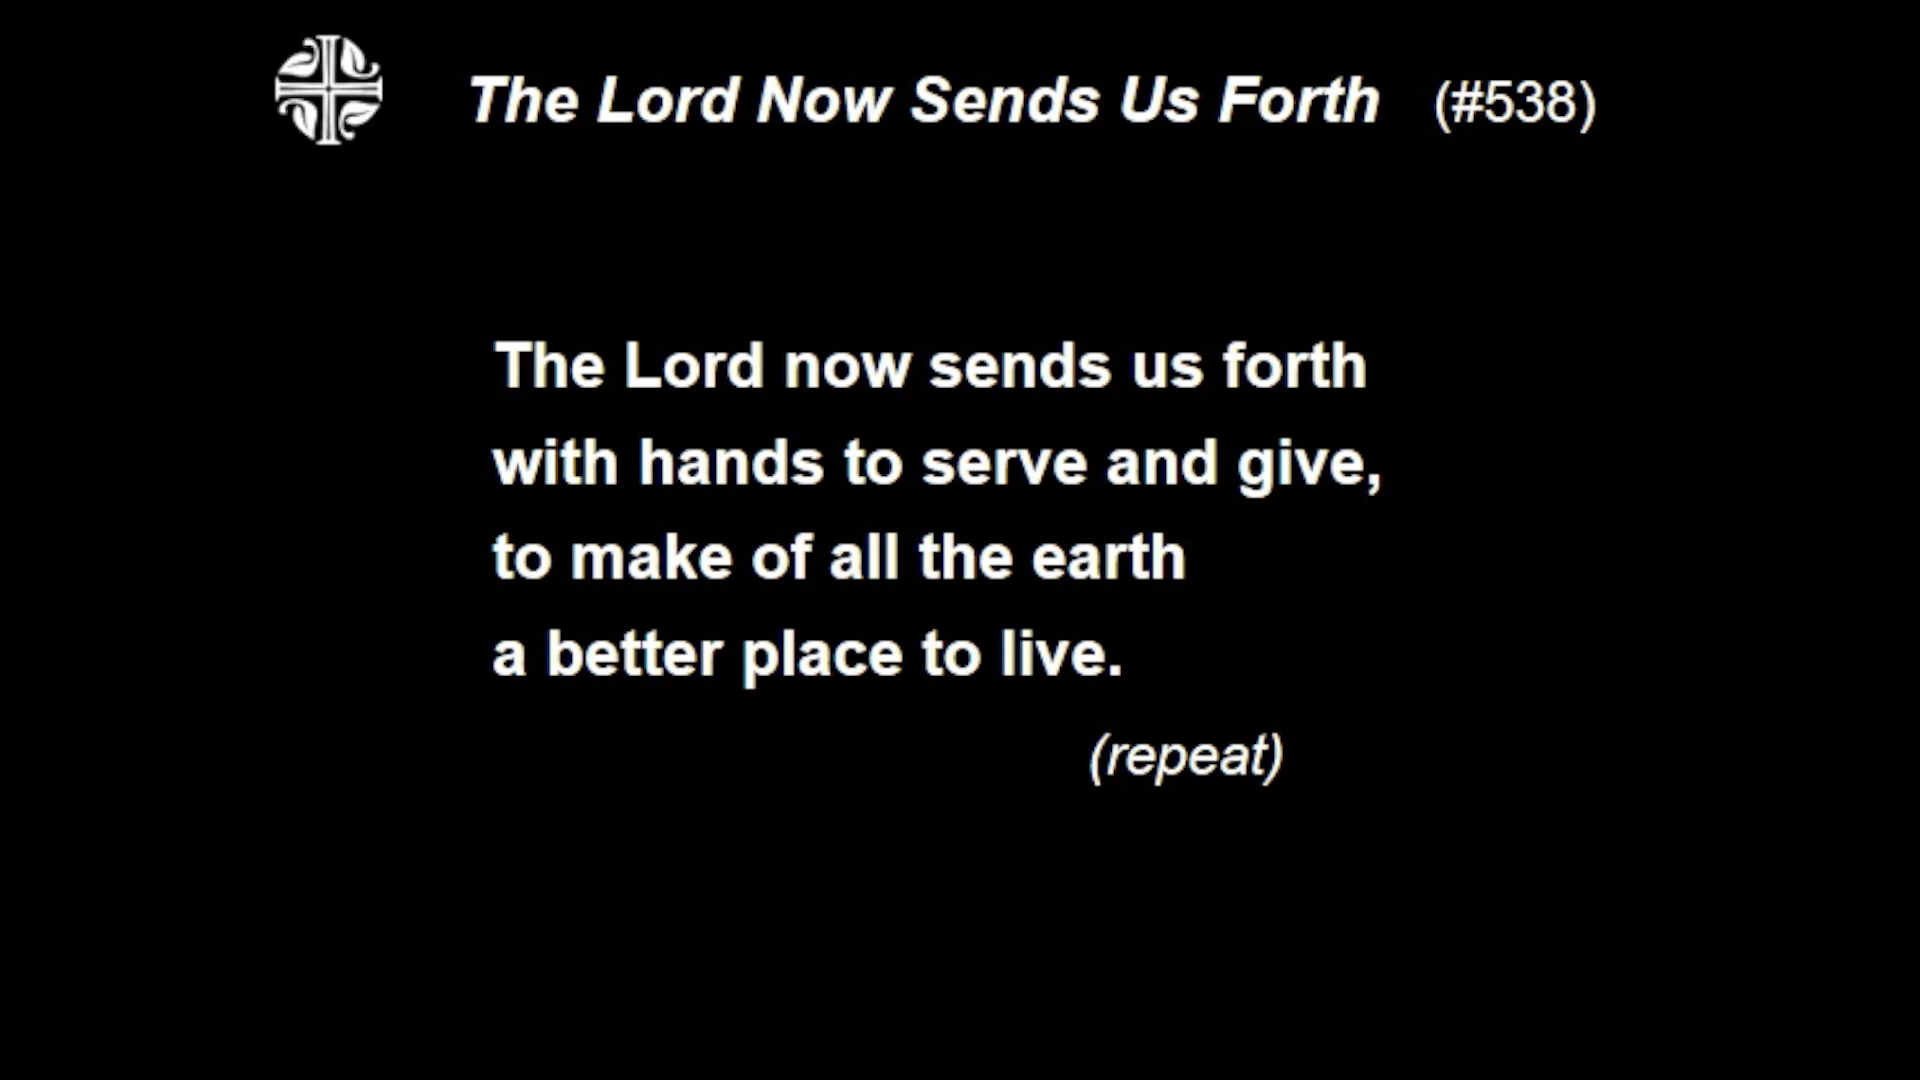 The Lord Now Sends Us Forth (#538)
The Lord now sends us forth
with hands to serve and give,
to make of all the earth
a better place to live.
(repeat)